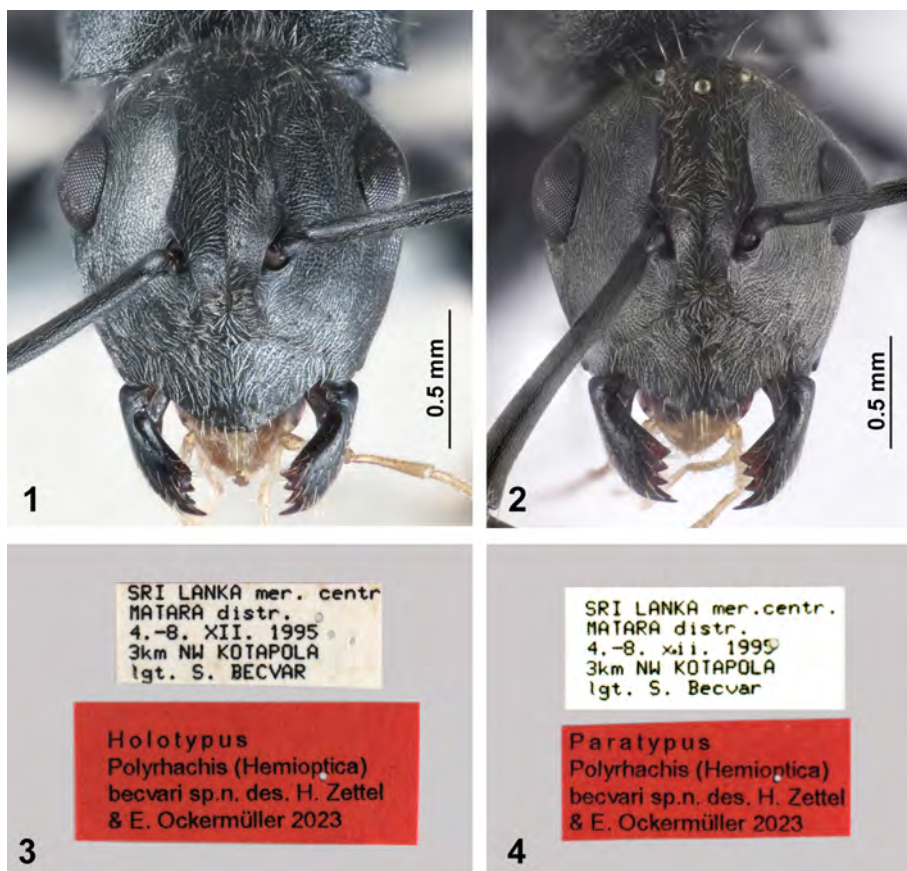 0.5 mm
1
0.5 mm
2
SRI LANKA mer. centr
MATARA distr.
4.-8. XII. 1995
3km NW KOTAPOLA
lgt. S. BECVAR
Holotypus
Polyrhachis (Hemioptica)
becvari sp.n. des. H. Zettel
& E. Ockermüller 2023
3
SRI LANKA mer.centr.
MATARA distr.
4.-8. xii. 1995
3km NW KOTAPOLA
lgt. S. Becvar
Paratypus
Polyrhachis (Hemioptica)
becvari sp.n. des. H. Zettel
& E. Ockermüller 2023
4